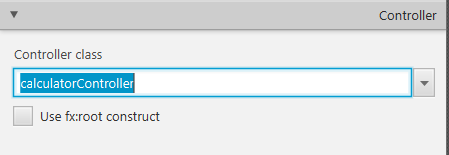 Controller
Controller class
calculatorController
Use fx:root construct